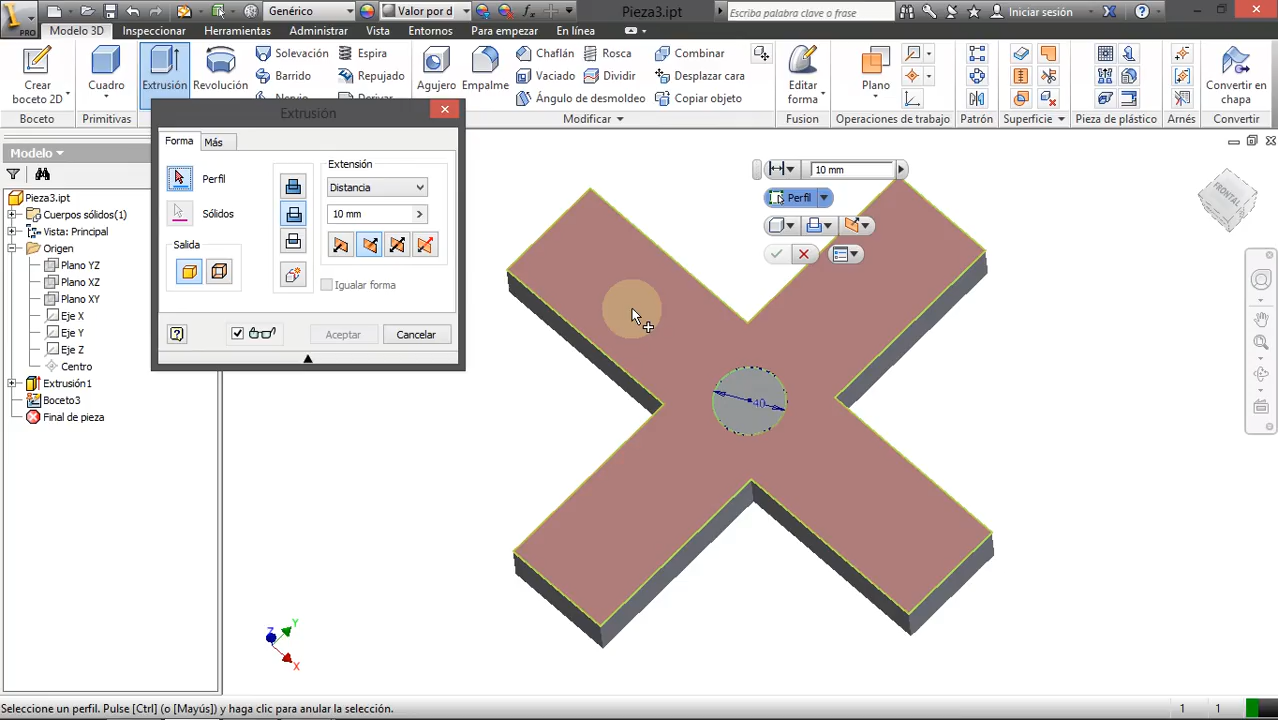 PRO
Genérico
Valor por d
Pieza3.ipt
Escriba palabra clave o frase
Iniciar sesión
Modelo 3D
Inspeccionar
Herramientas
Administrar
Vista
Entornos
Para empezar
En línea
Crear
boceto 2D
Cuadro
Extrusión
Revolución
Solevación
Barrido
Espira
Repujado
Agujero
Empalme
Chaflán
Vaciado
Ángulo de desmoldeo
Rosca
Dividir
Combinar
Desplazar cara
Copiar objeto
Editar
forma
Plano
Convertir en
chapa
Boceto
Primitivas
Modificar
Fusion
Operaciones de trabajo
Patrón
Superficie
Pieza de plástico
Arnés
Convertir
Extrusión
Forma
Más
Perfil
Sólidos
Salida
Extensión
Distancia
10 mm
Igualar forma
Aceptar
Cancelar
Modelo
Pieza3.ipt
Cuerpos sólidos(1)
Vista: Principal
Origen
Plano YZ
Plano XZ
Plano XY
Eje X
Eje Y
Eje Z
Centro
Extrusión1
Boceto3
Final de pieza
10 mm
Perfil
40
Z
Y
X
Seleccione un perfil. Pulse [Ctrl] (o [Mayús]) y haga clic para anular la selección.
1
1